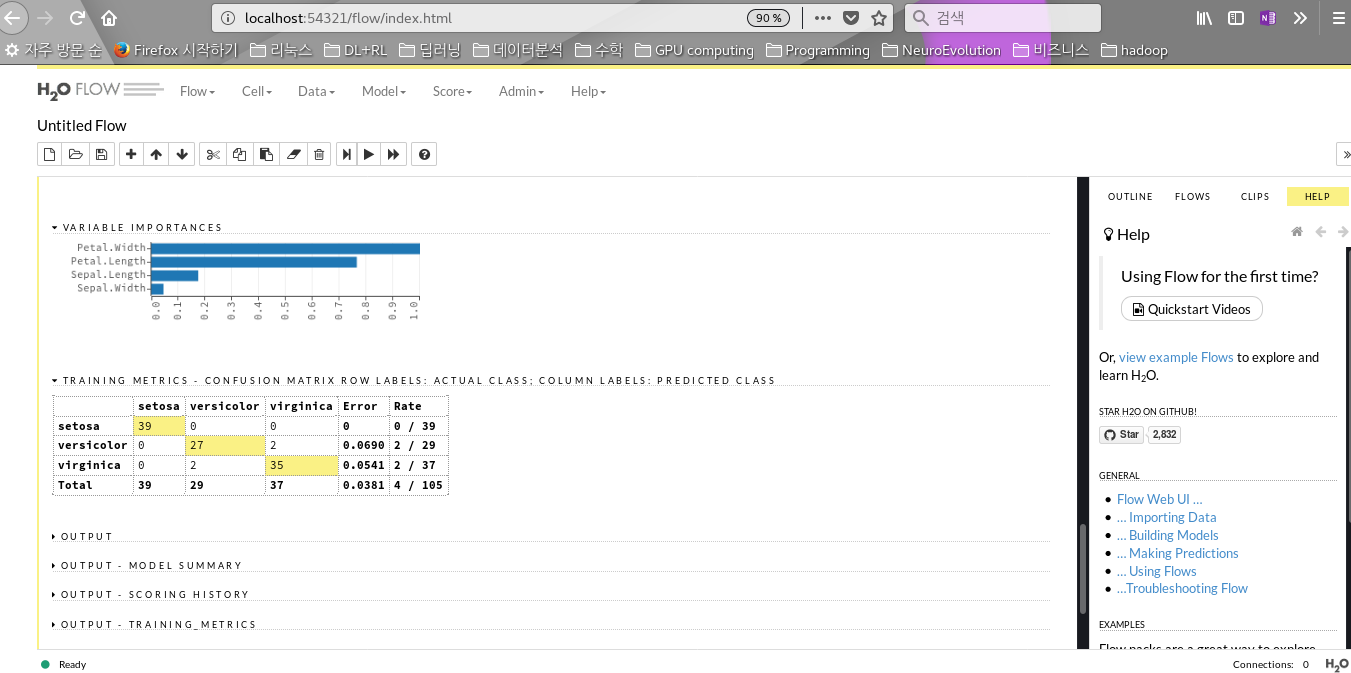 localhost:54321/flow/index.html 90 % 검색
자주 방문 순 Firefox 시작하기 리눅스 DL+RL 딥러닝 데이터분석 수학 GPU computing Programming NeuroEvolution 비즈니스 hadoop
H2O FLOW Flow Cell Data Model Score Admin Help
Untitled Flow
OUTLINE FLOWS CLIPS HELP
VARIABLE IMPORTANCES
Petal.Width
Petal.Length
Sepal.Length
Sepal.Width
0.0 0.1 0.2 0.3 0.4 0.5 0.6 0.7 0.8 0.9 1.0
TRAINING METRICS - CONFUSION MATRIX ROW LABELS: ACTUAL CLASS; COLUMN LABELS: PREDICTED CLASS
setosa versicolor virginica Error Rate
setosa 39 0 0 0 0 / 39
versicolor 0 27 2 0.0690 2 / 29
virginica 0 2 35 0.0541 2 / 37
Total 39 29 37 0.0381 4 / 105
OUTPUT
OUTPUT - MODEL SUMMARY
OUTPUT - SCORING HISTORY
OUTPUT - TRAINING_METRICS
Help
Using Flow for the first time?
Quickstart Videos
Or, view example Flows to explore and
learn H2O.
STAR H2O ON GITHUB!
Star 2,832
GENERAL
Flow Web UI ...
... Importing Data
... Building Models
... Making Predictions
... Using Flows
...Troubleshooting Flow
EXAMPLES
Flow packs are a great way to explore
Ready
Connections: 0 H2O